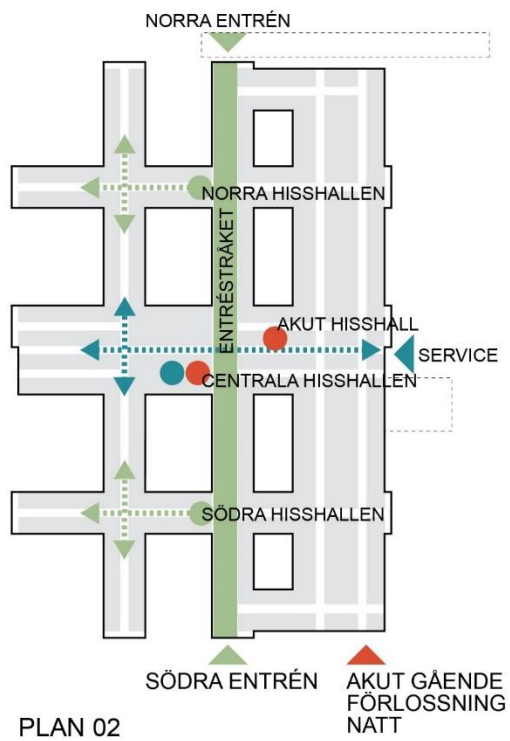 NORRA ENTRÉN
NORRA HISSHALLEN
ENTRÉSTRÅKET
AKUT HISSHALL
SERVICE
CENTRALA HISSHALLEN
SÖDRA HISSHALLEN
SÖDRA ENTRÉN
AKUT GÅENDE
FÖRLOSSNING
NATT
PLAN 02